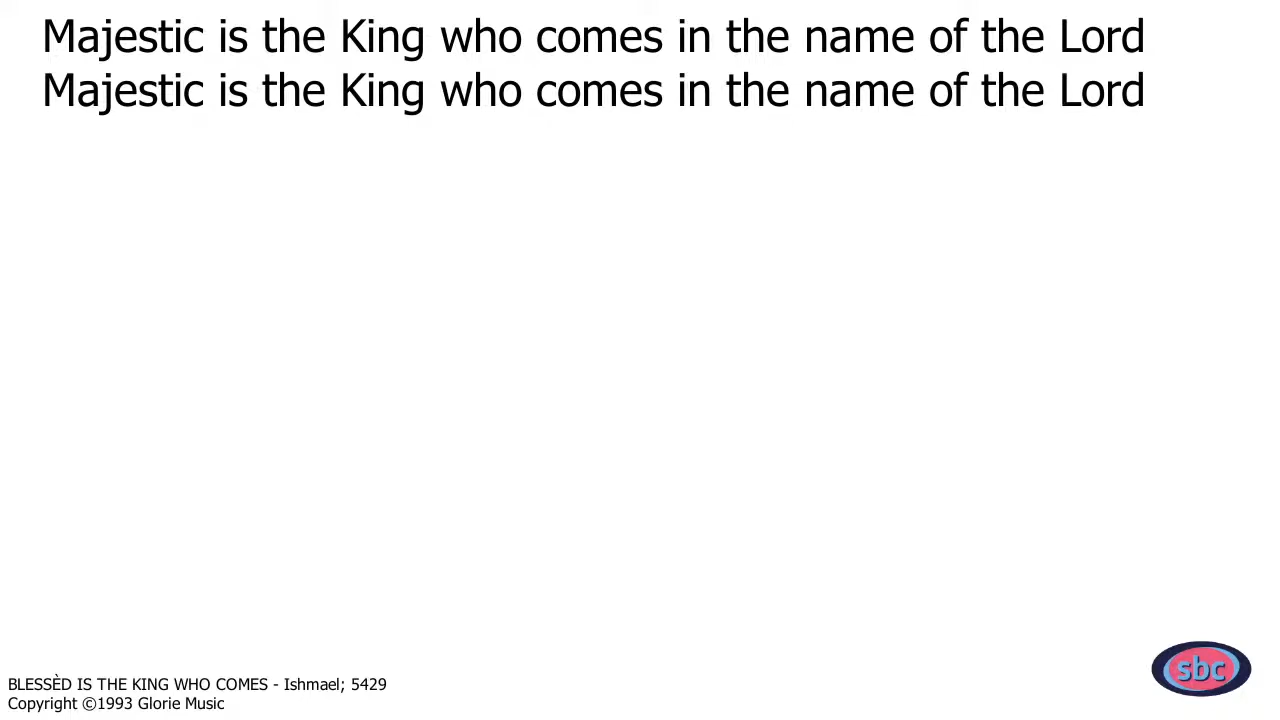 Majestic is the King who comes in the name of the Lord
Majestic is the King who comes in the name of the Lord
sbc
BLESSÈD IS THE KING WHO COMES - Ishmael; 5429
Copyright ©1993 Glorie Music